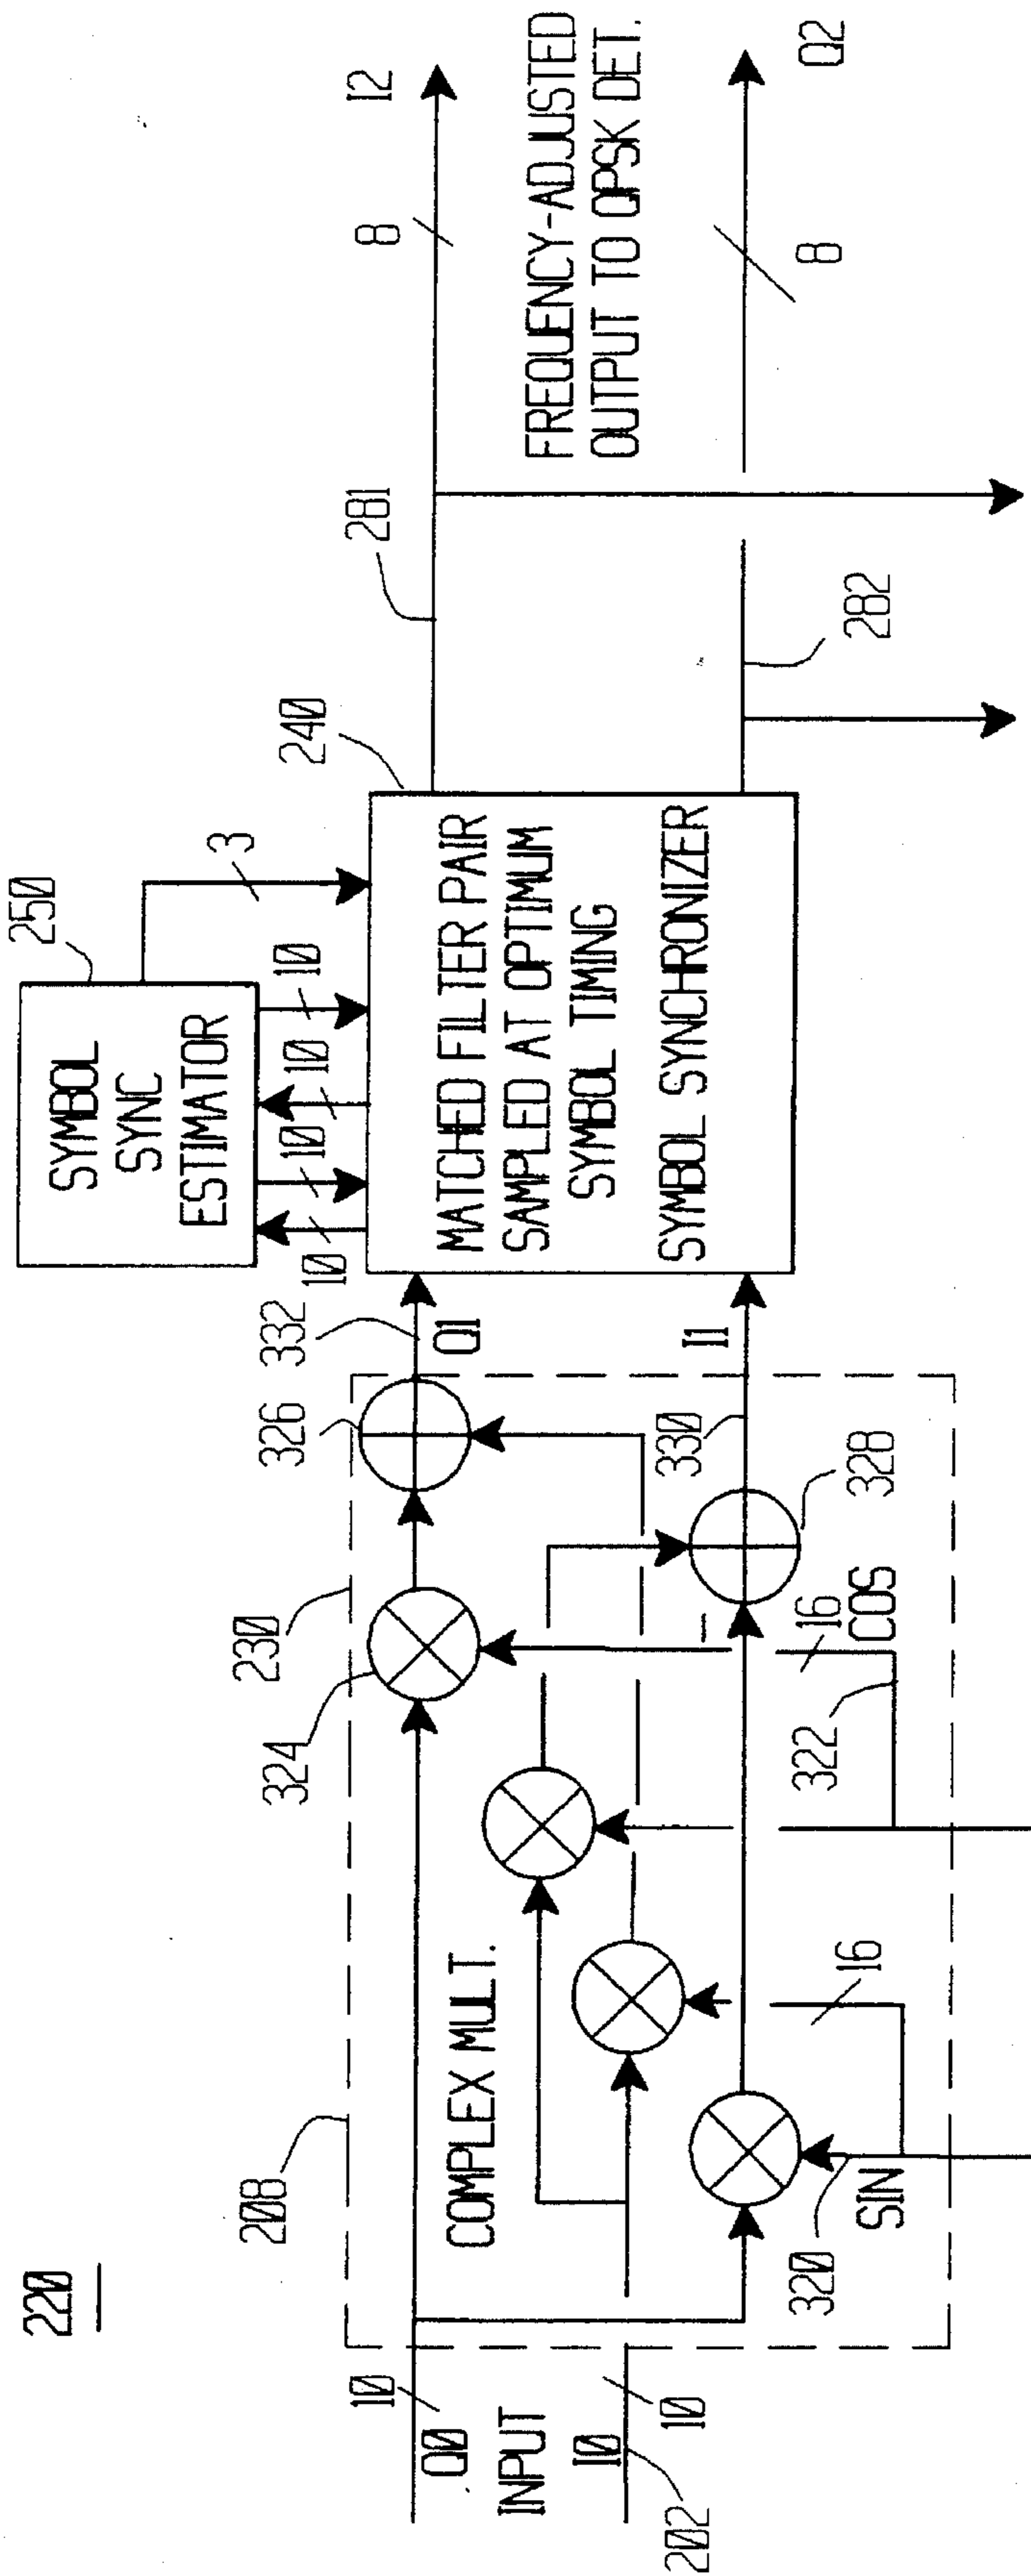 220
208
230
324
326
332
Q1
10
Q0
INPUT
I0
10
202
COMPLEX MULT.
320
SIN
16
322
16
COS
328
330
I1
250
SYMBOL
SYNC
ESTIMATOR
10
10
10
10
3
240
MATCHED FILTER PAIR
SAMPLED AT OPTIMUM
SYMBOL TIMING
SYMBOL SYNCHRONIZER
281
282
8
I2
FREQUENCY-ADJUSTED
OUTPUT TO QPSK DET.
8
Q2